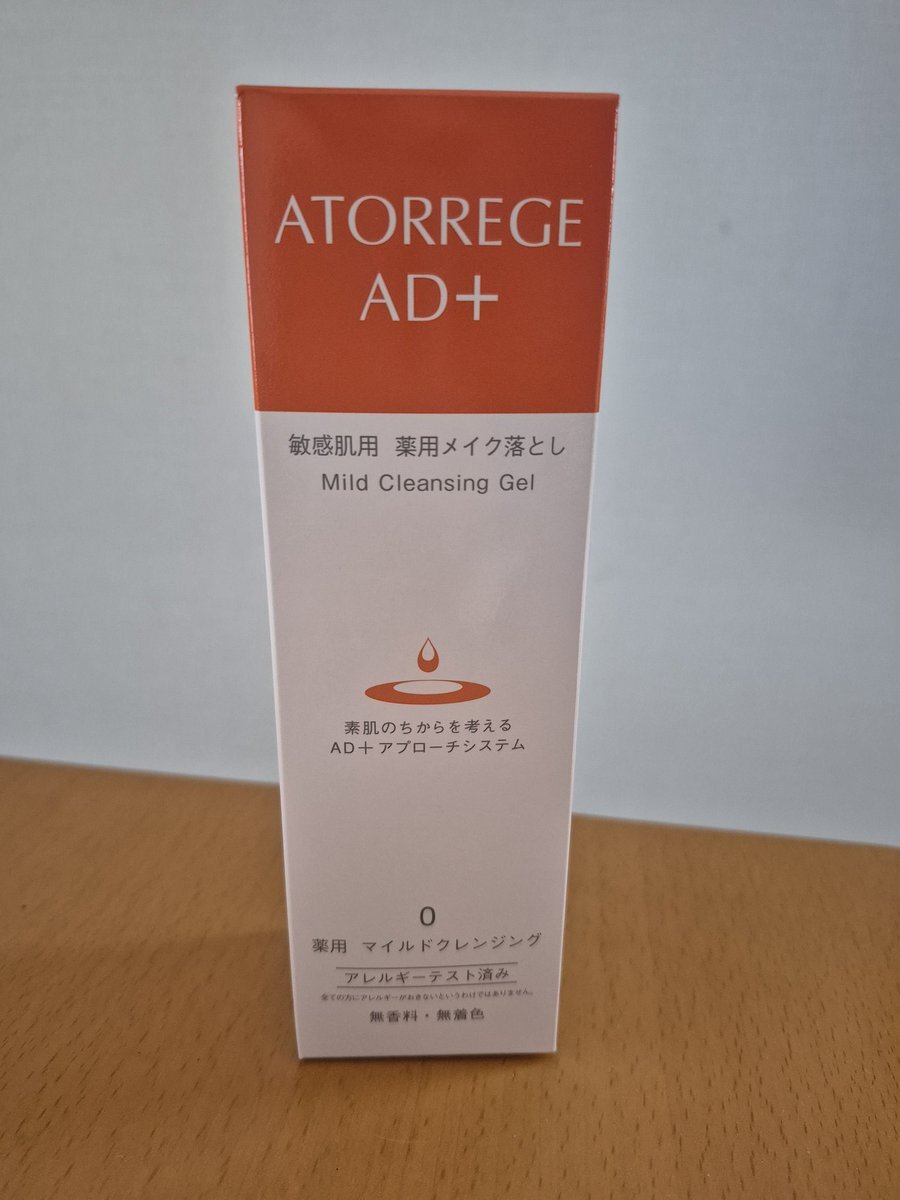 ATORREGE
AD+
敏感肌用 薬用メイク落とし
Mild Cleansing Gel
素肌のちからを考える
AD+アプローチシステム
0
薬用 マイルドクレンジング
アレルギーテスト済み
全ての方にアレルギーがおきないというわけではありません。
無香料・無着色